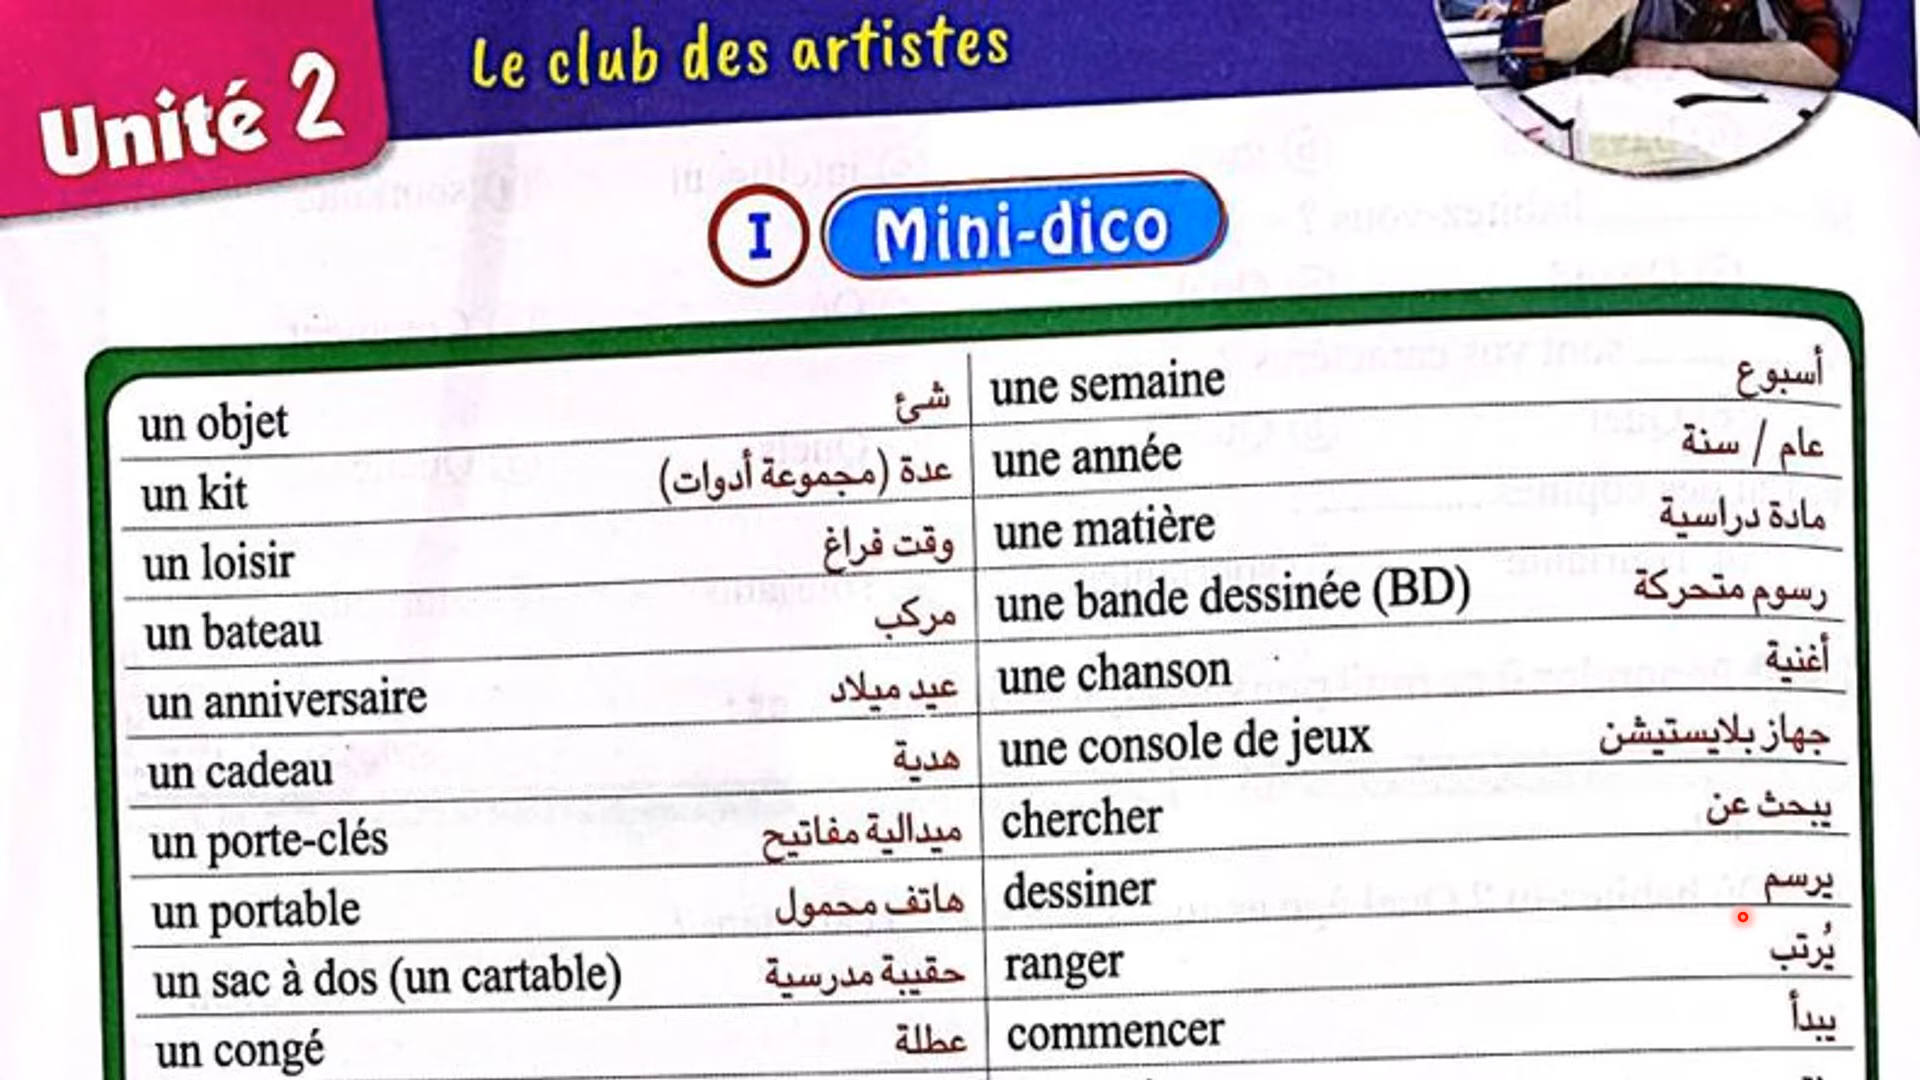 Unité 2
Le club des artistes
I Mini-dico
un objet شئ
un kit عدة (مجموعة أدوات)
un loisir وقت فراغ
un bateau مركب
un anniversaire عيد ميلاد
un cadeau هدية
un porte-clés ميدالية مفاتيح
un portable هاتف محمول
un sac à dos (un cartable) حقيبة مدرسية
un congé عطلة
une semaine أسبوع
une année عام / سنة
une matière مادة دراسية
une bande dessinée (BD) رسوم متحركة
une chanson أغنية
une console de jeux جهاز بلايستيشن
chercher يبحث عن
dessiner يرسم
ranger يُرتب
commencer يبدأ